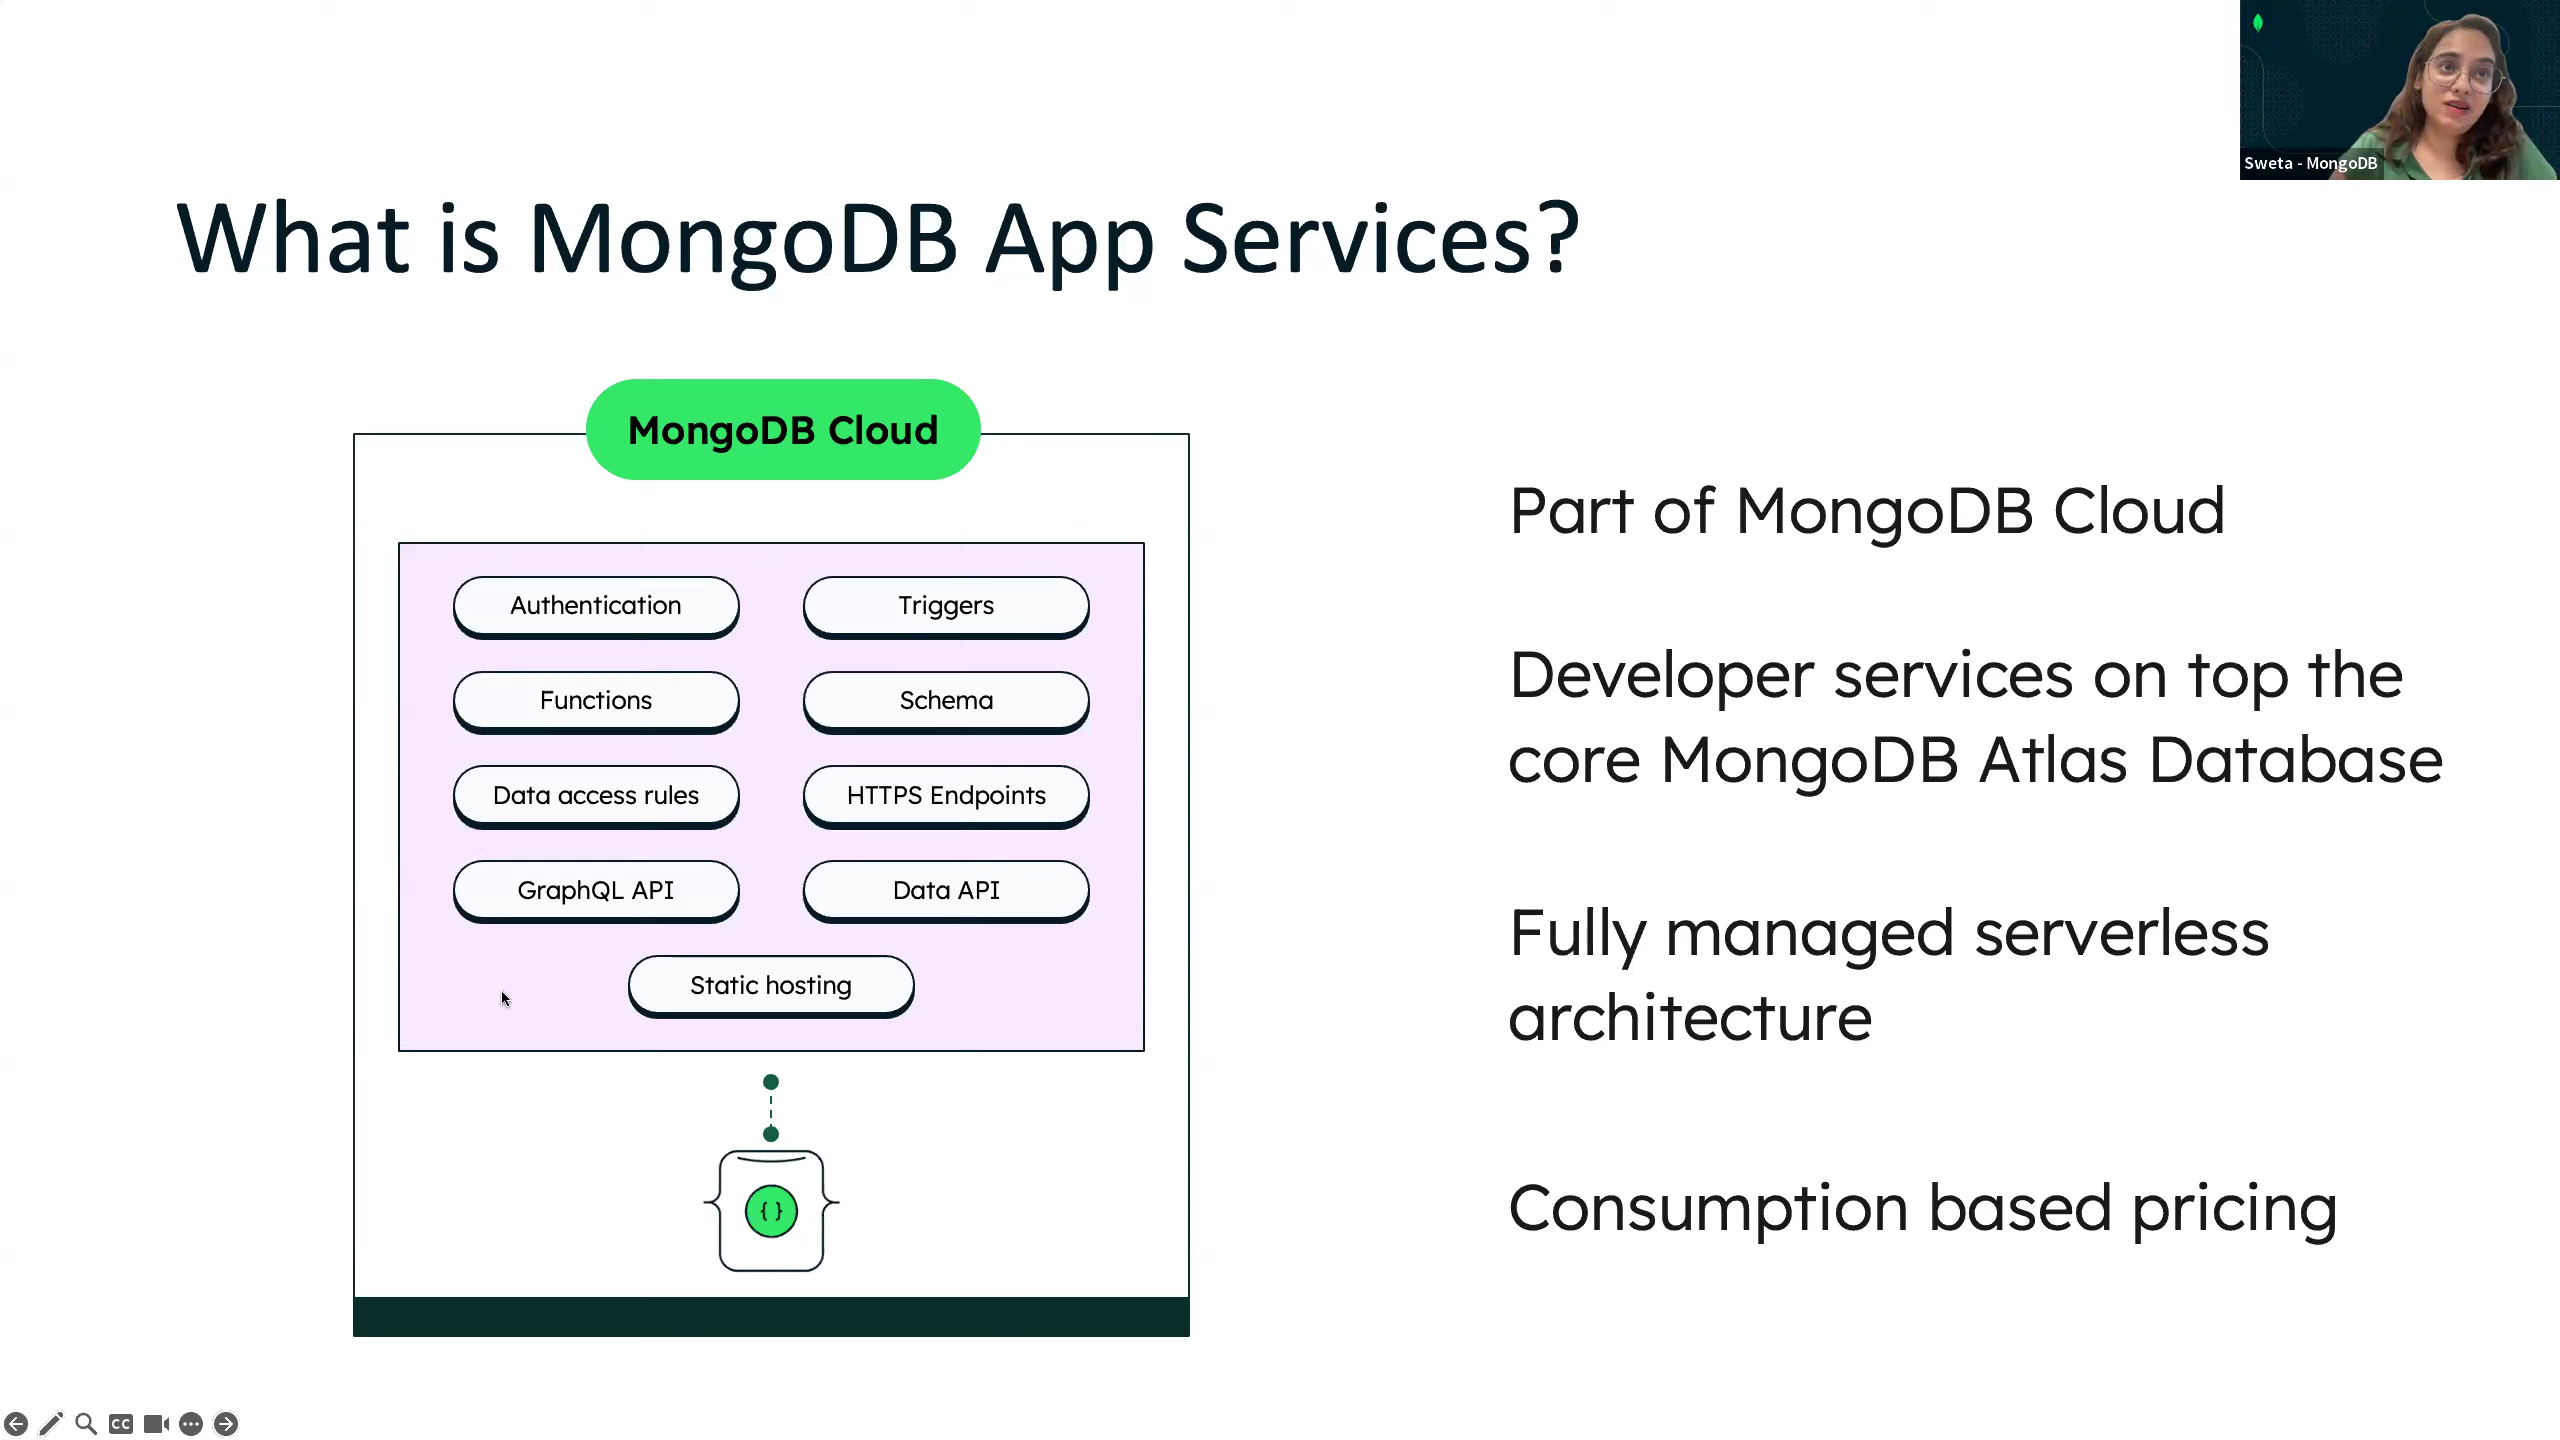 Sweta - MongoDB
What is MongoDB App Services?
MongoDB Cloud
Authentication
Triggers
Functions
Schema
Data access rules
HTTPS Endpoints
GraphQL API
Data API
Static hosting
{ }
Part of MongoDB Cloud
Developer services on top the
core MongoDB Atlas Database
Fully managed serverless
architecture
Consumption based pricing
CC